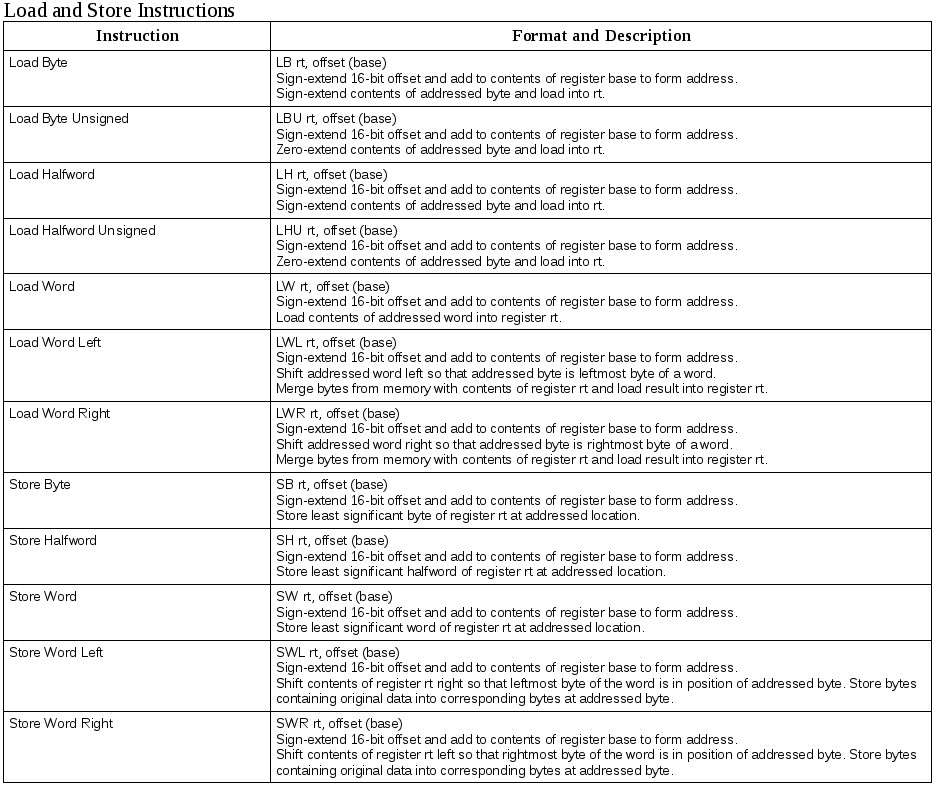 Load and Store Instructions
Instruction
Format and Description
Load Byte
LB rt, offset (base)
Sign-extend 16-bit offset and add to contents of register base to form address.
Sign-extend contents of addressed byte and load into rt.
Load Byte Unsigned
LBU rt, offset (base)
Sign-extend 16-bit offset and add to contents of register base to form address.
Zero-extend contents of addressed byte and load into rt.
Load Halfword
LH rt, offset (base)
Sign-extend 16-bit offset and add to contents of register base to form address.
Sign-extend contents of addressed byte and load into rt.
Load Halfword Unsigned
LHU rt, offset (base)
Sign-extend 16-bit offset and add to contents of register base to form address.
Zero-extend contents of addressed byte and load into rt.
Load Word
LW rt, offset (base)
Sign-extend 16-bit offset and add to contents of register base to form address.
Load contents of addressed word into register rt.
Load Word Left
LWL rt, offset (base)
Sign-extend 16-bit offset and add to contents of register base to form address.
Shift addressed word left so that addressed byte is leftmost byte of a word.
Merge bytes from memory with contents of register rt and load result into register rt.
Load Word Right
LWR rt, offset (base)
Sign-extend 16-bit offset and add to contents of register base to form address.
Shift addressed word right so that addressed byte is rightmost byte of a word.
Merge bytes from memory with contents of register rt and load result into register rt.
Store Byte
SB rt, offset (base)
Sign-extend 16-bit offset and add to contents of register base to form address.
Store least significant byte of register rt at addressed location.
Store Halfword
SH rt, offset (base)
Sign-extend 16-bit offset and add to contents of register base to form address.
Store least significant halfword of register rt at addressed location.
Store Word
SW rt, offset (base)
Sign-extend 16-bit offset and add to contents of register base to form address.
Store least significant word of register rt at addressed location.
Store Word Left
SWL rt, offset (base)
Sign-extend 16-bit offset and add to contents of register base to form address.
Shift contents of register rt right so that leftmost byte of the word is in position of addressed byte. Store bytes
containing original data into corresponding bytes at addressed byte.
Store Word Right
SWR rt, offset (base)
Sign-extend 16-bit offset and add to contents of register base to form address.
Shift contents of register rt left so that rightmost byte of the word is in position of addressed byte. Store bytes
containing original data into corresponding bytes at addressed byte.